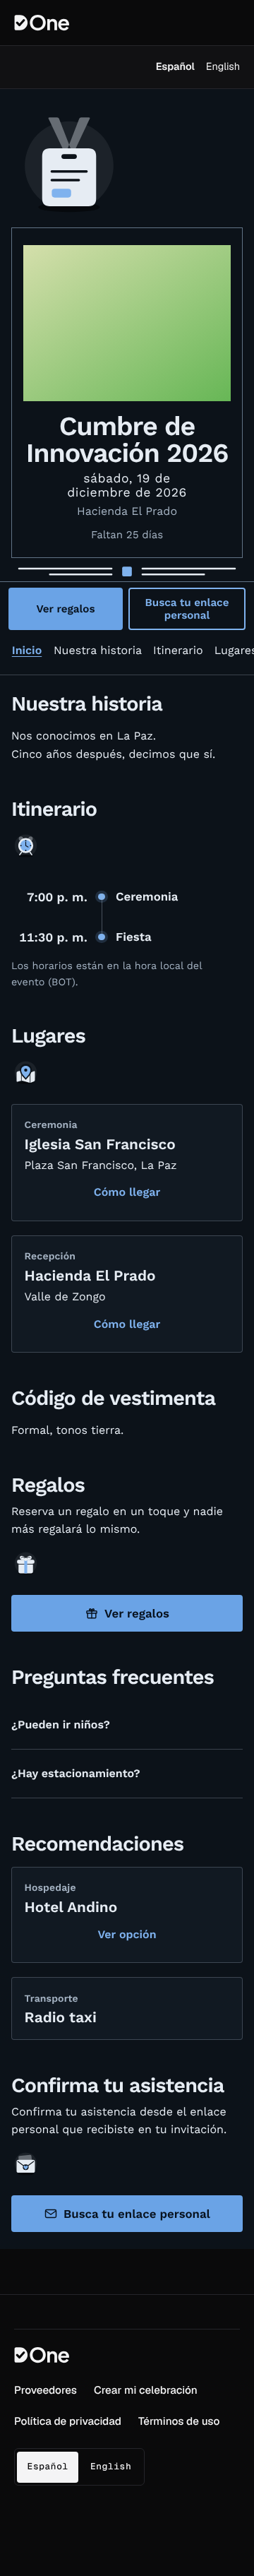 One
Español English
Cumbre de
Innovación 2026
sábado, 19 de
diciembre de 2026
Hacienda El Prado
Faltan 25 días
Ver regalos
Busca tu enlace
personal
Inicio Nuestra historia Itinerario Lugares
Nuestra historia
Nos conocimos en La Paz.
Cinco años después, decimos que sí.
Itinerario
7:00 p. m. Ceremonia
11:30 p. m. Fiesta
Los horarios están en la hora local del
evento (BOT).
Lugares
Ceremonia
Iglesia San Francisco
Plaza San Francisco, La Paz
Cómo llegar
Recepción
Hacienda El Prado
Valle de Zongo
Cómo llegar
Código de vestimenta
Formal, tonos tierra.
Regalos
Reserva un regalo en un toque y nadie
más regalará lo mismo.
Ver regalos
Preguntas frecuentes
¿Pueden ir niños?
¿Hay estacionamiento?
Recomendaciones
Hospedaje
Hotel Andino
Ver opción
Transporte
Radio taxi
Confirma tu asistencia
Confirma tu asistencia desde el enlace
personal que recibiste en tu invitación.
Busca tu enlace personal
One
Proveedores Crear mi celebración
Política de privacidad Términos de uso
Español English